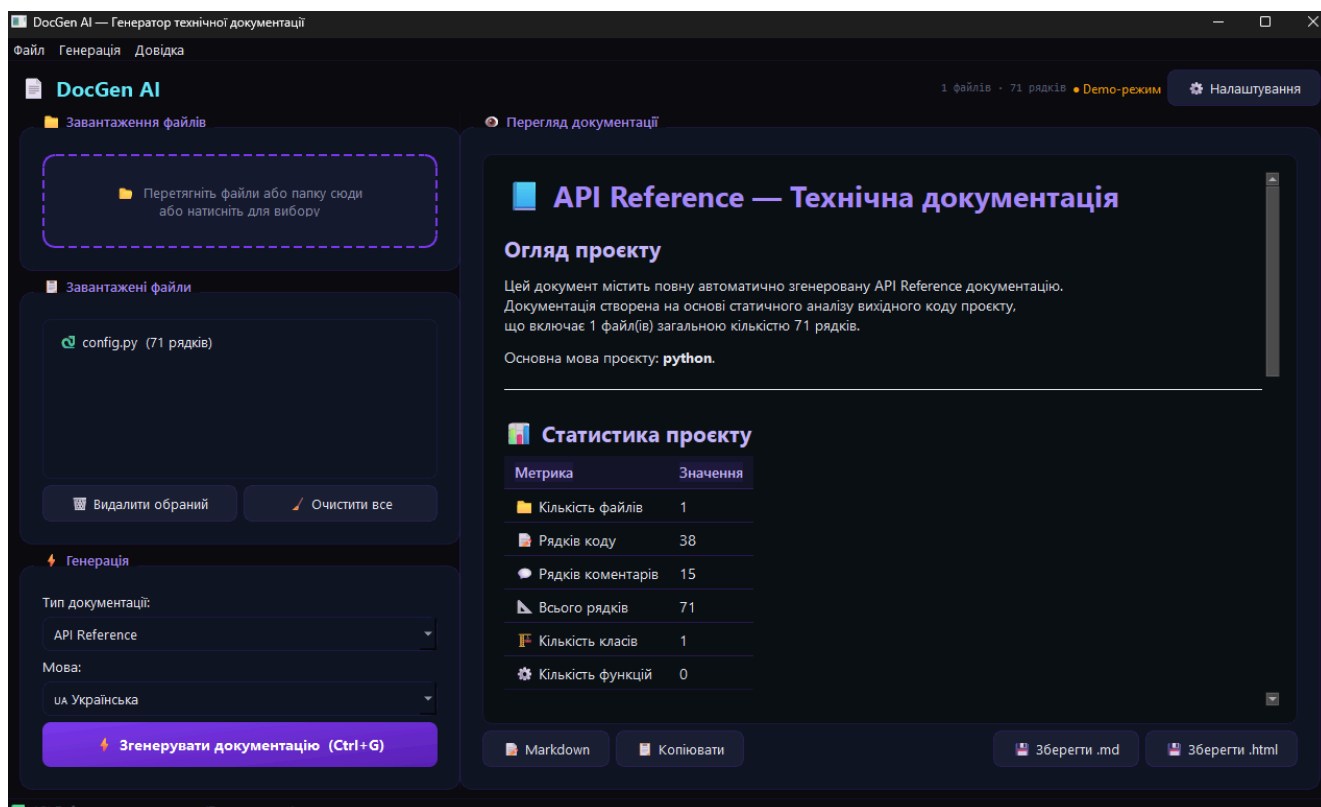 DocGen AI — Генератор технічної документації
Файл Генерація Довідка
DocGen AI
1 файлів · 71 рядків ● Demo-режим Налаштування
Завантаження файлів
Перетягніть файли або папку сюди
або натисніть для вибору
Завантажені файли
config.py (71 рядків)
Видалити обраний Очистити все
Генерація
Тип документації:
API Reference
Мова:
UA Українська
Згенерувати документацію (Ctrl+G)
Перегляд документації
API Reference — Технічна документація
Огляд проєкту
Цей документ містить повну автоматично згенеровану API Reference документацію.
Документація створена на основі статичного аналізу вихідного коду проєкту,
що включає 1 файл(ів) загальною кількістю 71 рядків.
Основна мова проєкту: python.
Статистика проєкту
Метрика Значення
Кількість файлів 1
Рядків коду 38
Рядків коментарів 15
Всього рядків 71
Кількість класів 1
Кількість функцій 0
Markdown Копіювати Зберегти .md Зберегти .html